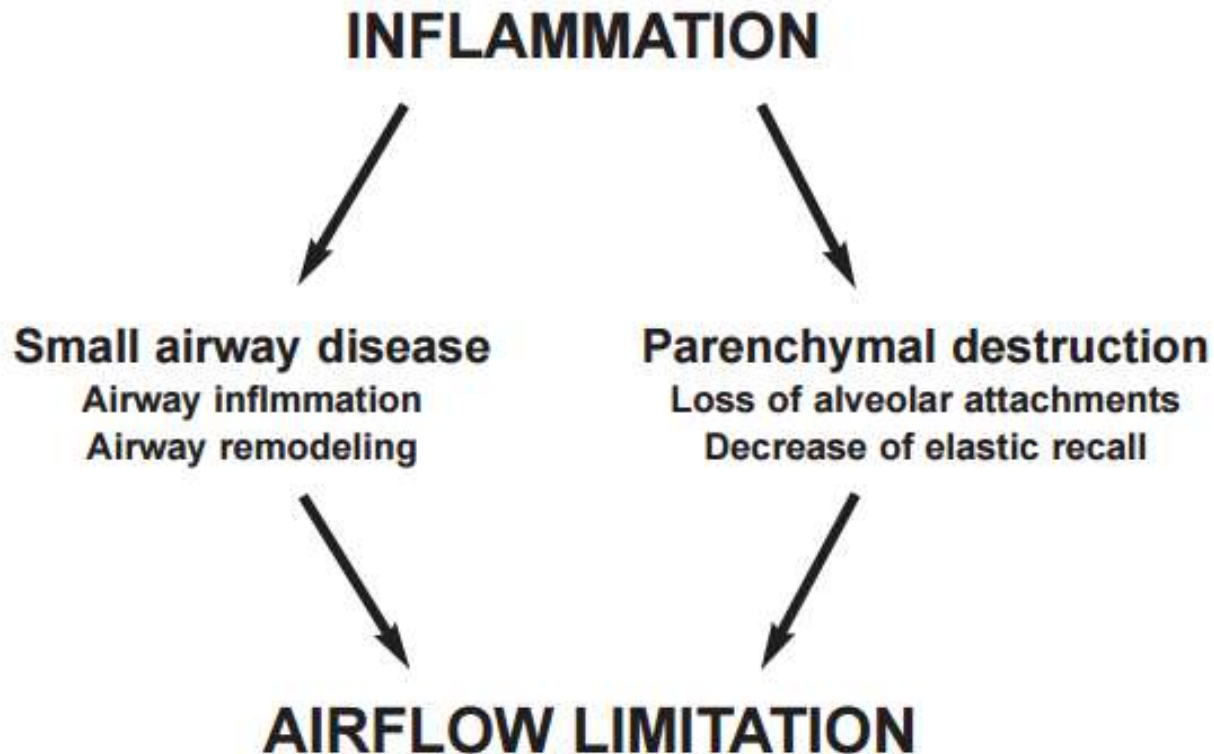 INFLAMMATION
Small airway disease
Airway inflmmation
Airway remodeling
Parenchymal destruction
Loss of alveolar attachments
Decrease of elastic recall
AIRFLOW LIMITATION